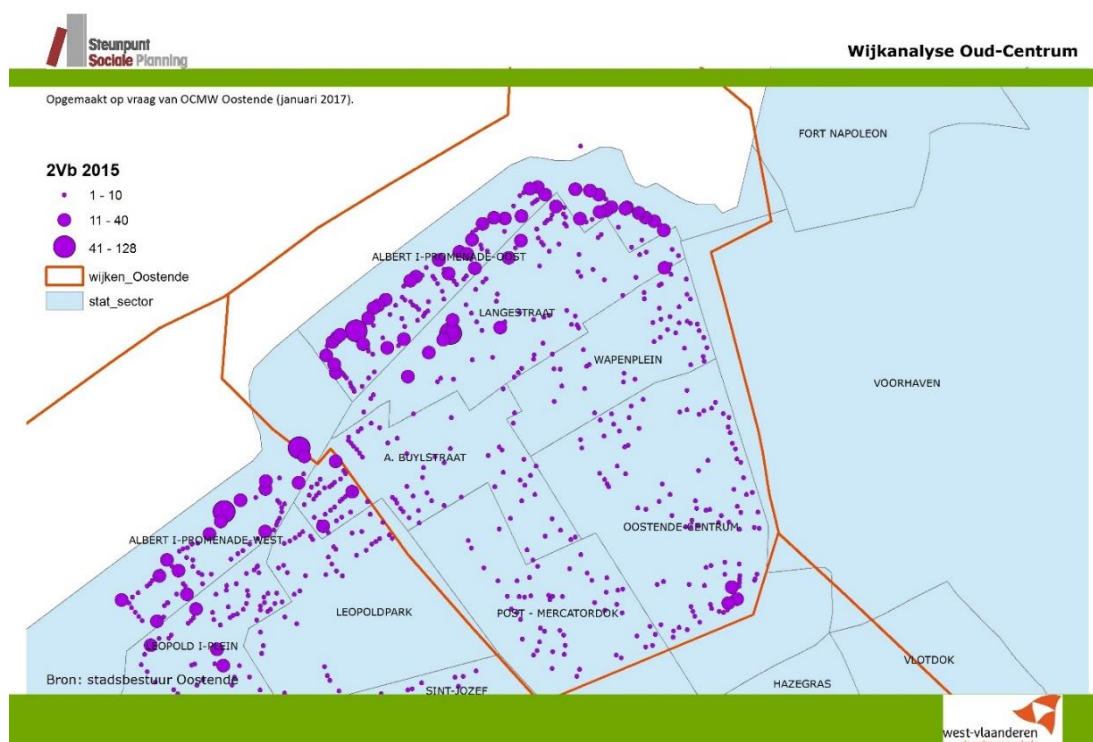 Steunpunt
Sociale Planning
Wijkanalyse Oud-Centrum
Opgemaakt op vraag van OCMW Oostende (januari 2017).
FORT NAPOLEON
2Vb 2015
1 - 10
11 - 40
41 - 128
wijken_Oostende
stat_sector
ALBERT I-PROMENADE-OOST
LANGESTRAAT
WAPENPLEIN
VOORHAVEN
A. BUYLSTRAAT
OOSTENDE-CENTRUM
ALBERT I-PROMENADE-WEST
LEOPOLDPARK
POST - MERCATORDOK
LEOPOLD I-PLEIN
VLOTDOK
Bron: stadsbestuur Oostende
HAZEGRAS
SINT-JOZEF
west-vlaanderen